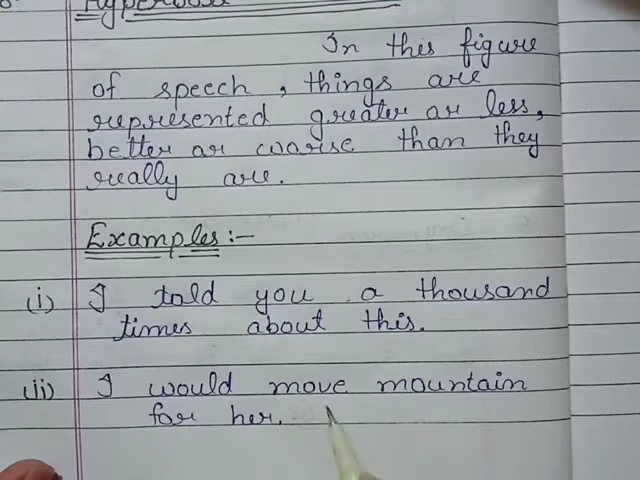 Hyperbole
In this figure
of speech, things are
represented greater or less,
better or worse than they
really are.
Examples:-
(i) I told you a thousand
times about this.
(ii) I would move mountain
for her.